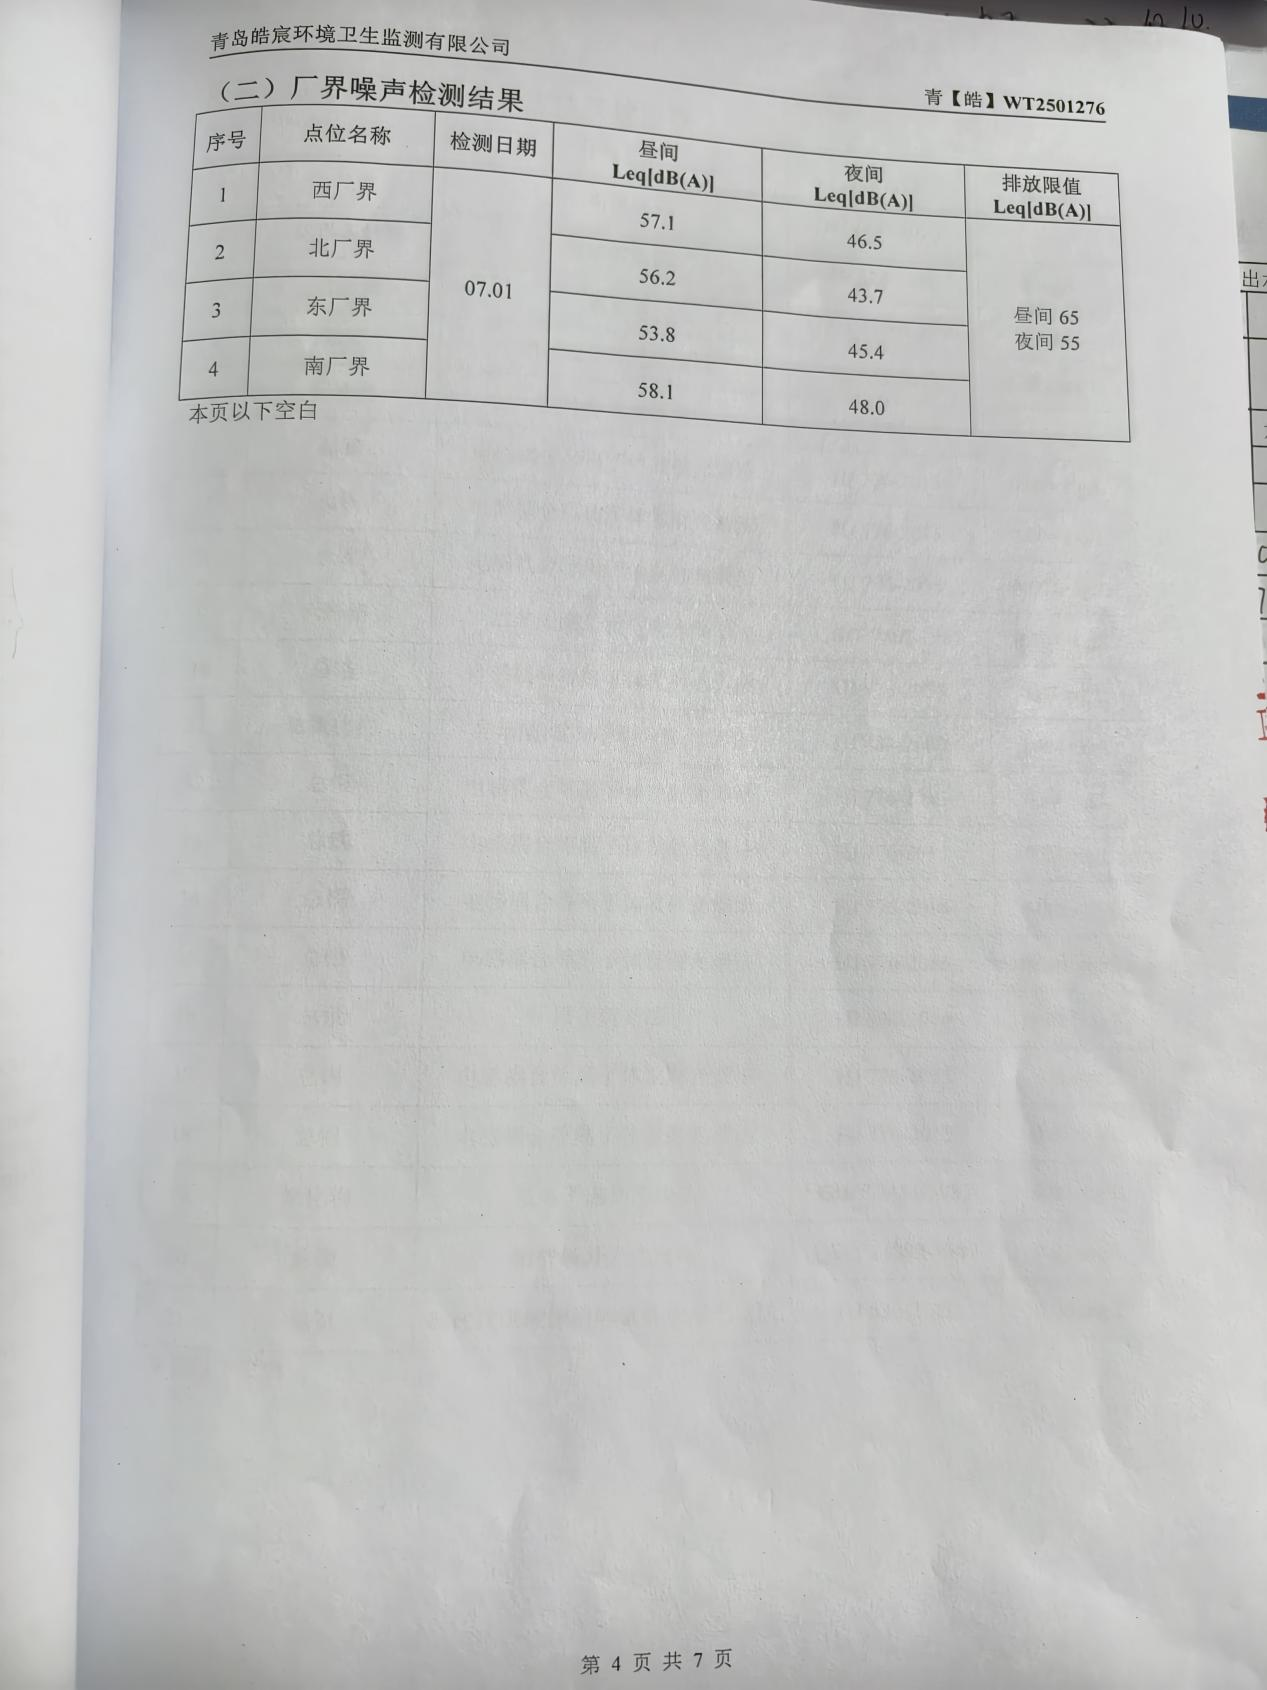 青岛皓宸环境卫生监测有限公司
青【皓】WT2501276
（二）厂界噪声检测结果
序号 点位名称 检测日期 昼间 Leq[dB(A)] 夜间 Leq[dB(A)] 排放限值 Leq[dB(A)]
1 西厂界 07.01 57.1 46.5 昼间 65 夜间 55
2 北厂界 56.2 43.7
3 东厂界 53.8 45.4
4 南厂界 58.1 48.0
本页以下空白
第 4 页 共 7 页